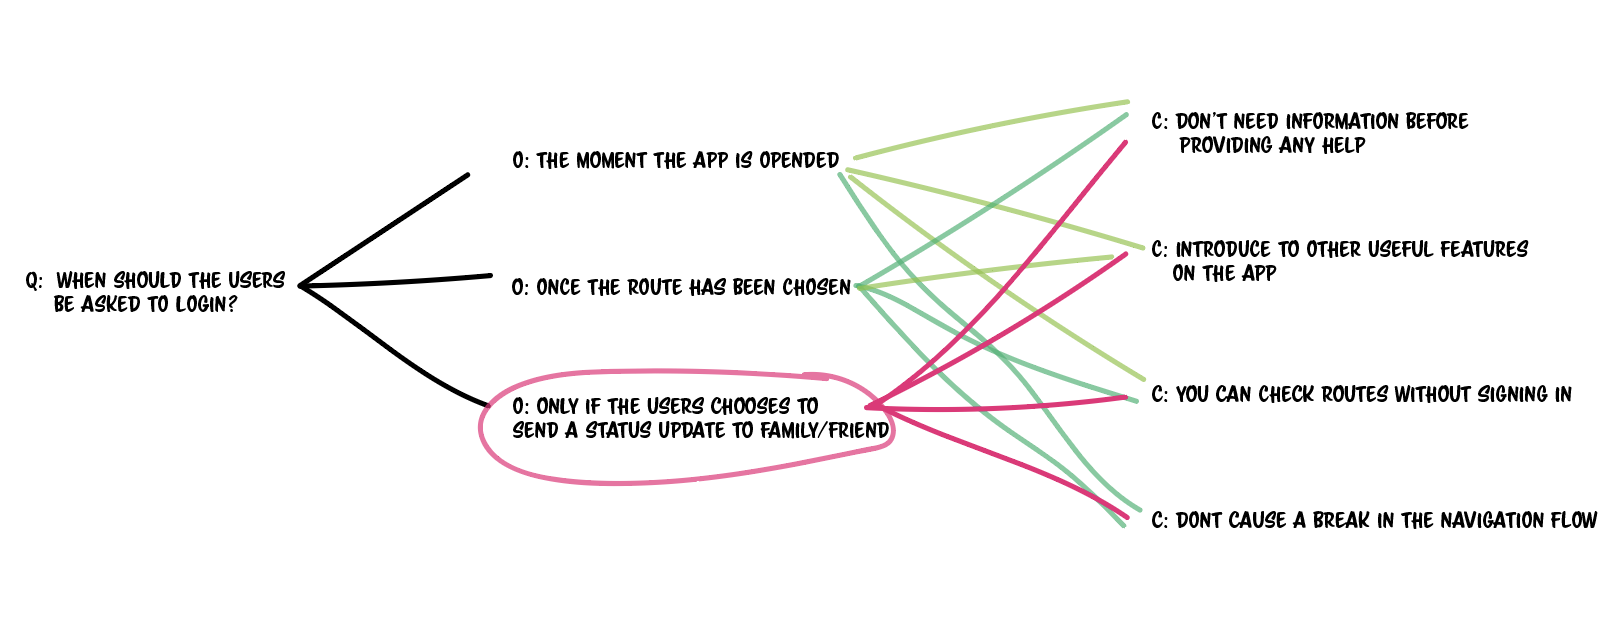 Q: WHEN SHOULD THE USERS
BE ASKED TO LOGIN?
O: THE MOMENT THE APP IS OPENDED
O: ONCE THE ROUTE HAS BEEN CHOSEN
O: ONLY IF THE USERS CHOOSES TO
SEND A STATUS UPDATE TO FAMILY/FRIEND
C: DON'T NEED INFORMATION BEFORE
PROVIDING ANY HELP
C: INTRODUCE TO OTHER USEFUL FEATURES
ON THE APP
C: YOU CAN CHECK ROUTES WITHOUT SIGNING IN
C: DONT CAUSE A BREAK IN THE NAVIGATION FLOW